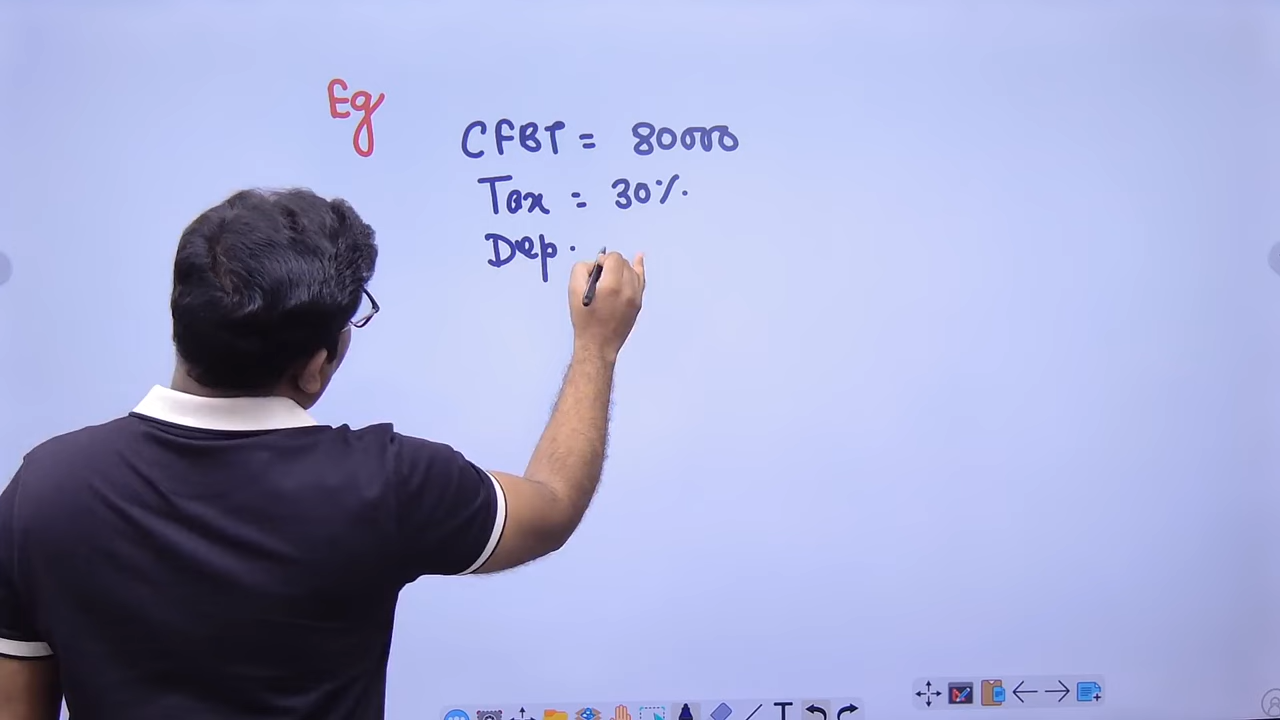 Eg
CFBT = 80000
Tax = 30%.
Dep